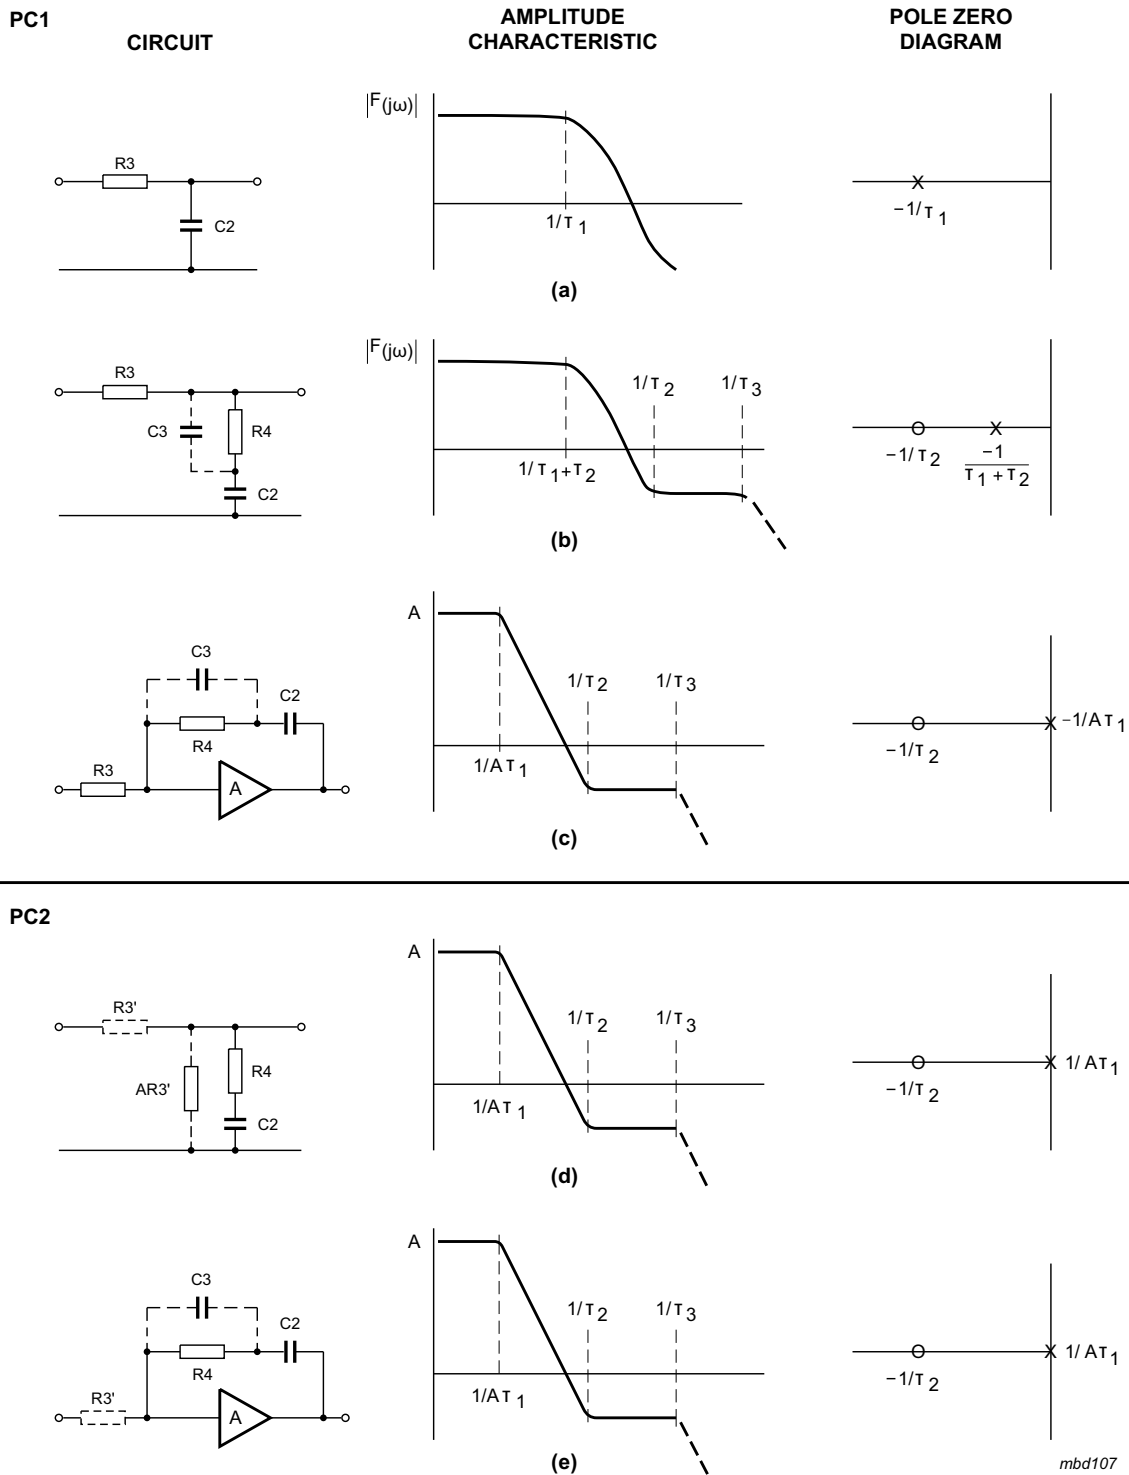 PC1
CIRCUIT
AMPLITUDE
CHARACTERISTIC
POLE ZERO
DIAGRAM
R3
C2
|F(jω)|
1/τ1
−1/τ1
(a)
R3
C3
R4
C2
|F(jω)|
1/τ1+τ2
1/τ2
1/τ3
−1/τ2
−1
τ1+τ2
(b)
C3
C2
R4
R3
A
A
1/Aτ1
1/τ2
1/τ3
−1/τ2
−1/Aτ1
(c)
PC2
R3'
AR3'
R4
C2
A
1/Aτ1
1/τ2
1/τ3
−1/τ2
1/Aτ1
(d)
C3
C2
R4
R3'
A
A
1/Aτ1
1/τ2
1/τ3
−1/τ2
1/Aτ1
(e)
mbd107